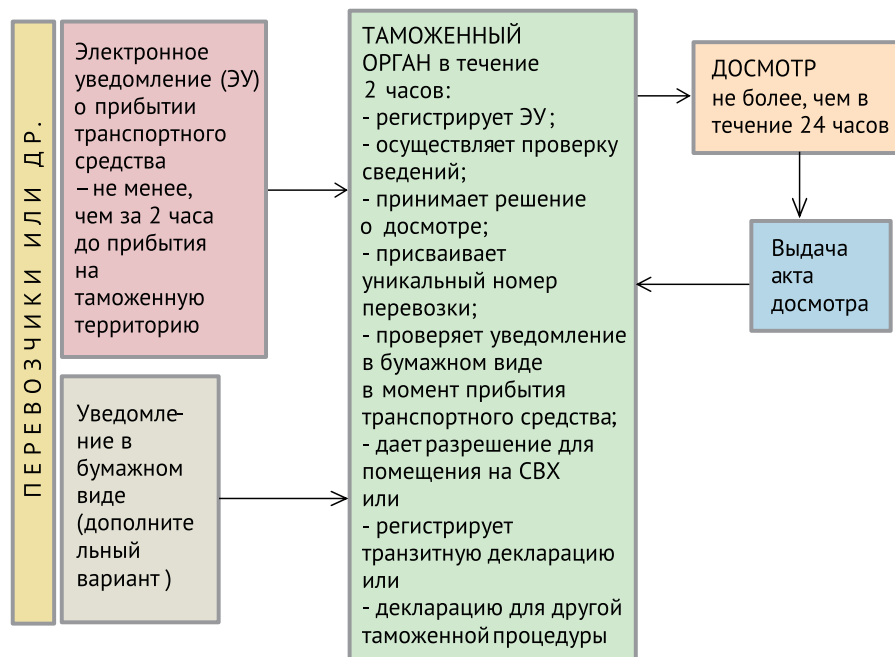 ПЕРЕВОЗЧИКИ ИЛИ ДР.
Электронное
уведомление (ЭУ)
о прибытии
транспортного
средства
– не менее,
чем за 2 часа
до прибытия
на
таможенную
территорию
Уведомле-
ние в
бумажном
виде
(дополните
льный
вариант )
ТАМОЖЕННЫЙ
ОРГАН в течение
2 часов:
- регистрирует ЭУ;
- осуществляет проверку
сведений;
- принимает решение
о досмотре;
- присваивает
уникальный номер
перевозки;
- проверяет уведомление
в бумажном виде
в момент прибытия
транспортного средства;
- дает разрешение для
помещения на СВХ
или
- регистрирует
транзитную декларацию
или
- декларацию для другой
таможенной процедуры
ДОСМОТР
не более, чем в
течение 24 часов
Выдача
акта
досмотра